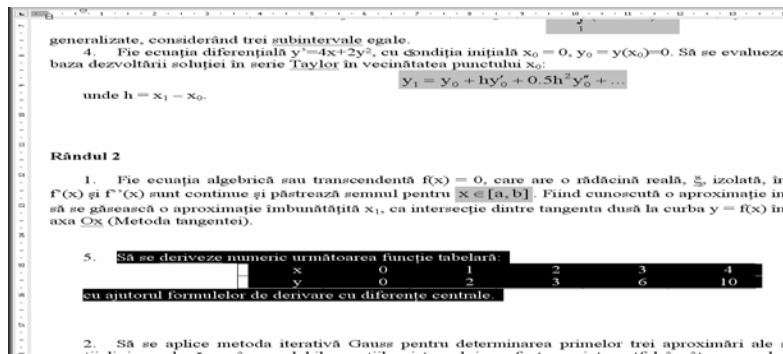 generalizate, considerând trei subintervale egale.
4. Fie ecuația diferențială y'=4x+2y², cu condiția inițială x₀ = 0, y₀ = y(x₀)=0. Să se evalueze
baza dezvoltării soluției în serie Taylor în vecinătatea punctului x₀:
y₁ = y₀ + hy₀′ + 0.5h²y₀″ + ...
unde h = x₁ – x₀.
Rândul 2
1. Fie ecuația algebrică sau transcendentă f(x) = 0, care are o rădăcină reală, ξ, izolată, în
f'(x) și f''(x) sunt continue și păstrează semnul pentru x ∈ [a, b]. Fiind cunoscută o aproximație in
să se găsească o aproximație îmbunătățită x₁, ca intersecție dintre tangenta dusă la curba y = f(x) în
axa Ox (Metoda tangentei).
5. Să se deriveze numeric următoarea funcție tabelară:
x 0 1 2 3 4
y 0 2 3 6 10
cu ajutorul formulelor de derivare cu diferențe centrale.
2. Să se aplice metoda iterativă Gauss pentru determinarea primelor trei aproximări ale